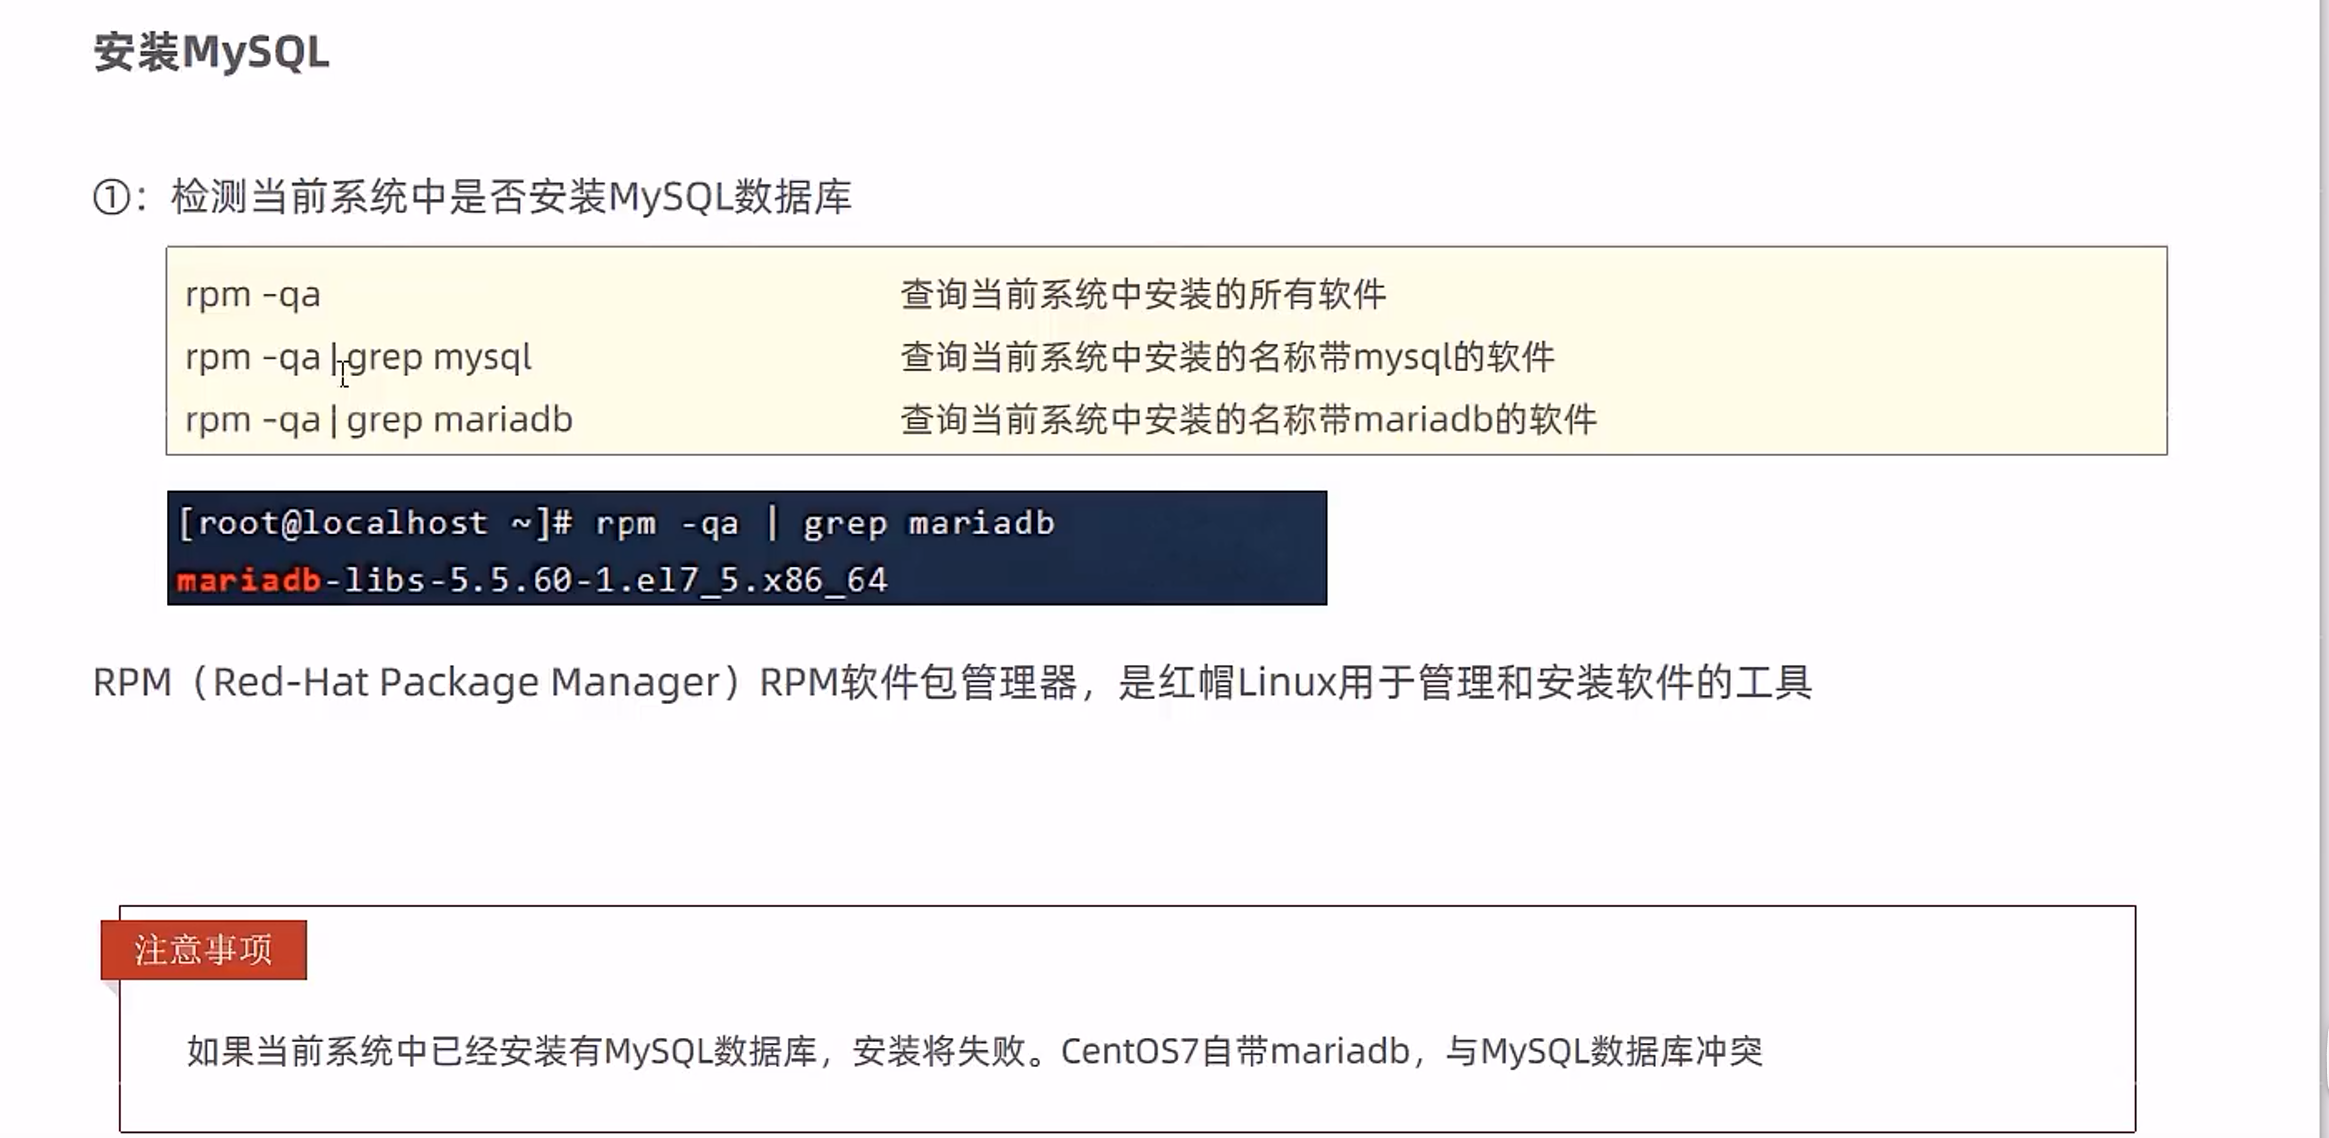 安装MySQL
①：检测当前系统中是否安装MySQL数据库
rpm -qa 查询当前系统中安装的所有软件
rpm -qa | grep mysql 查询当前系统中安装的名称带mysql的软件
rpm -qa | grep mariadb 查询当前系统中安装的名称带mariadb的软件
[root@localhost ~]# rpm -qa | grep mariadb
mariadb-libs-5.5.60-1.el7_5.x86_64
RPM（Red-Hat Package Manager）RPM软件包管理器，是红帽Linux用于管理和安装软件的工具
注意事项
如果当前系统中已经安装有MySQL数据库，安装将失败。CentOS7自带mariadb，与MySQL数据库冲突